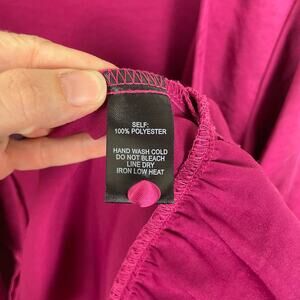 SELF:
100% POLYESTER
HAND WASH COLD
DO NOT BLEACH
LINE DRY
IRON LOW HEAT